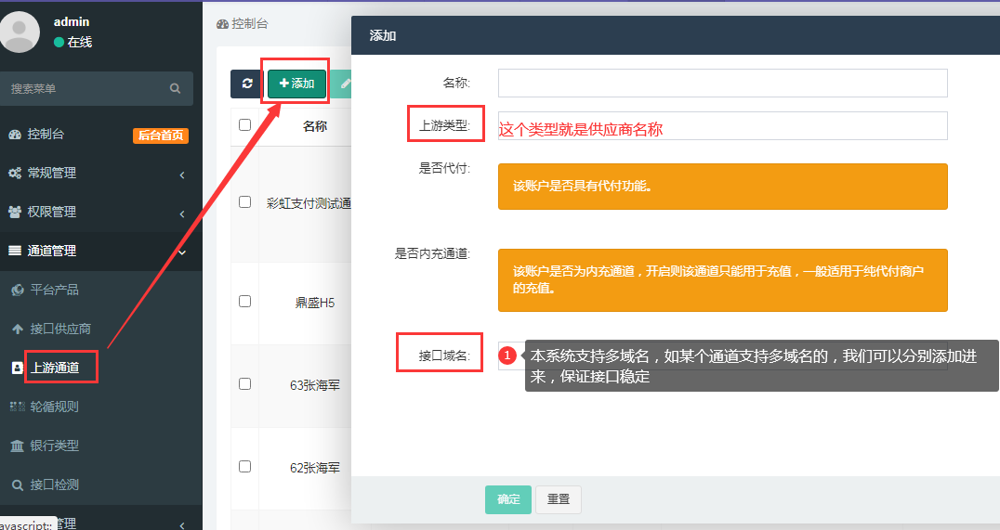 admin
在线
搜索菜单
控制台
后台首页
常规管理
权限管理
通道管理
平台产品
接口供应商
上游通道
轮循规则
银行类型
接口检测
管理
avascript:;
控制台
添加
名称
彩虹支付测试通
鼎盛H5
63张海军
62张海军
添加
名称:
上游类型:
这个类型就是供应商名称
是否代付:
该账户是否具有代付功能。
是否内充通道:
该账户是否为内充通道，开启则该通道只能用于充值，一般适用于纯代付商户
的充值。
接口域名:
1
本系统支持多域名，如某个通道支持多域名的，我们可以分别添加进
来，保证接口稳定
确定
重置